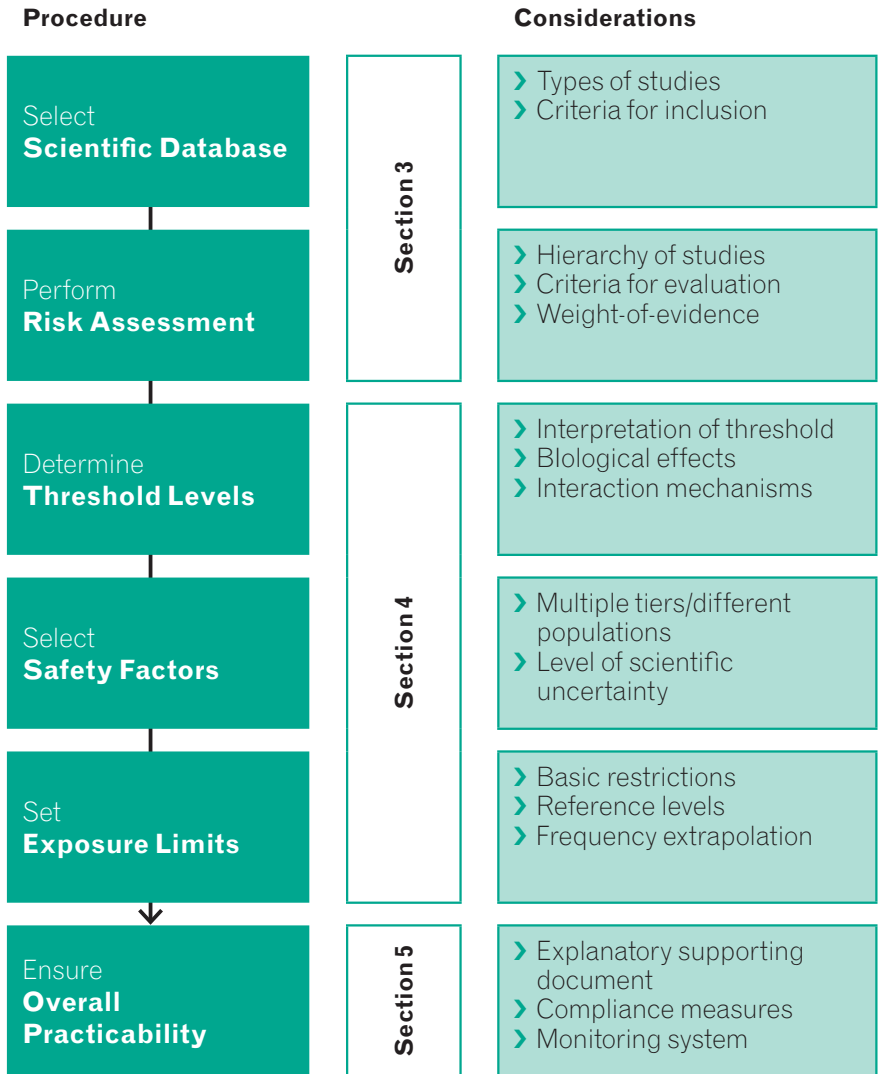 Procedure
Considerations
Select
Scientific Database
Section 3
❯ Types of studies
❯ Criteria for inclusion
Perform
Risk Assessment
❯ Hierarchy of studies
❯ Criteria for evaluation
❯ Weight-of-evidence
Determine
Threshold Levels
Section 4
❯ Interpretation of threshold
❯ Blological effects
❯ Interaction mechanisms
Select
Safety Factors
❯ Multiple tiers/different
populations
❯ Level of scientific
uncertainty
Set
Exposure Limits
❯ Basic restrictions
❯ Reference levels
❯ Frequency extrapolation
Ensure
Overall
Practicability
Section 5
❯ Explanatory supporting
document
❯ Compliance measures
❯ Monitoring system